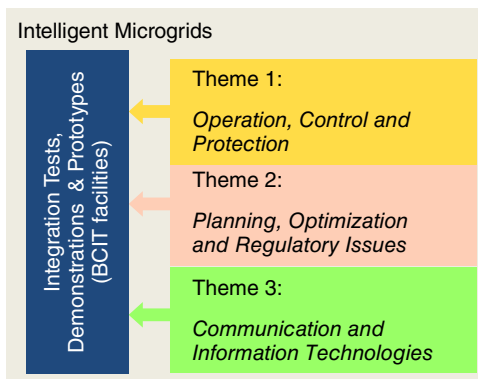 Intelligent Microgrids
Integration Tests,
Demonstrations & Prototypes
(BCIT facilities)
Theme 1:
Operation, Control and
Protection
Theme 2:
Planning, Optimization
and Regulatory Issues
Theme 3:
Communication and
Information Technologies